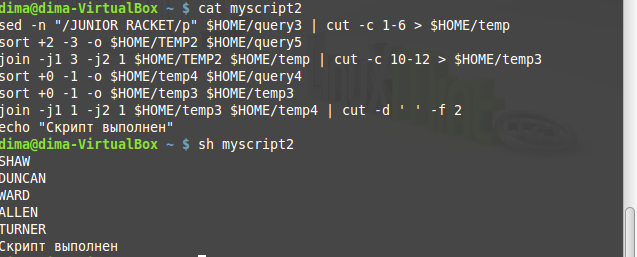 dima@dima-VirtualBox ~ $ cat myscript2
sed -n "/JUNIOR RACKET/p" $HOME/query3 | cut -c 1-6 > $HOME/temp
sort +2 -3 -o $HOME/TEMP2 $HOME/query5
join -j1 3 -j2 1 $HOME/TEMP2 $HOME/temp | cut -c 10-12 > $HOME/temp3
sort +0 -1 -o $HOME/temp4 $HOME/query4
sort +0 -1 -o $HOME/temp3 $HOME/temp3
join -j1 1 -j2 1 $HOME/temp3 $HOME/temp4 | cut -d ' ' -f 2
echo "Скрипт выполнен"
dima@dima-VirtualBox ~ $ sh myscript2
SHAW
DUNCAN
WARD
ALLEN
TURNER
Скрипт выполнен